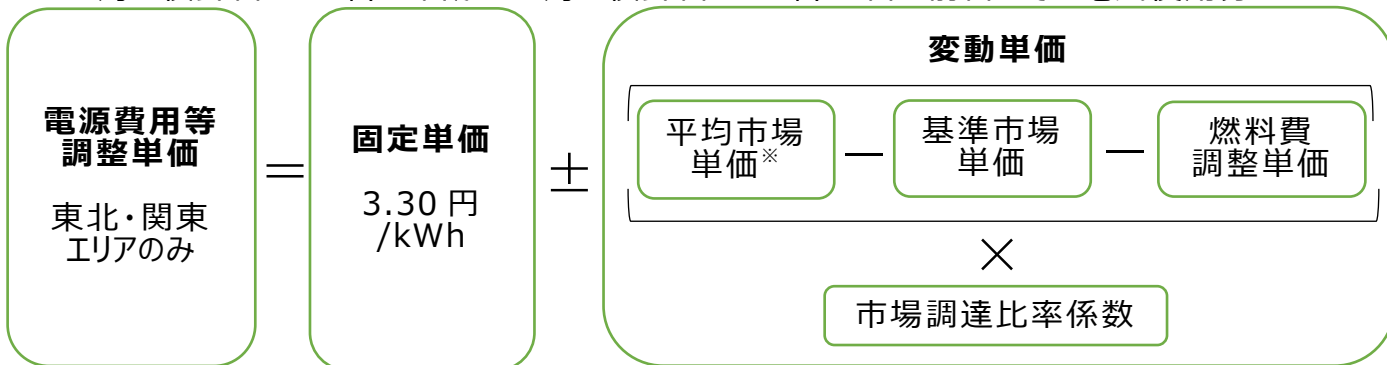 変動単価
電源費用等
調整単価
東北・関東
エリアのみ
＝
固定単価
3.30 円
/kWh
±
平均市場
単価※
－
基準市場
単価
－
燃料費
調整単価
×
市場調達比率係数